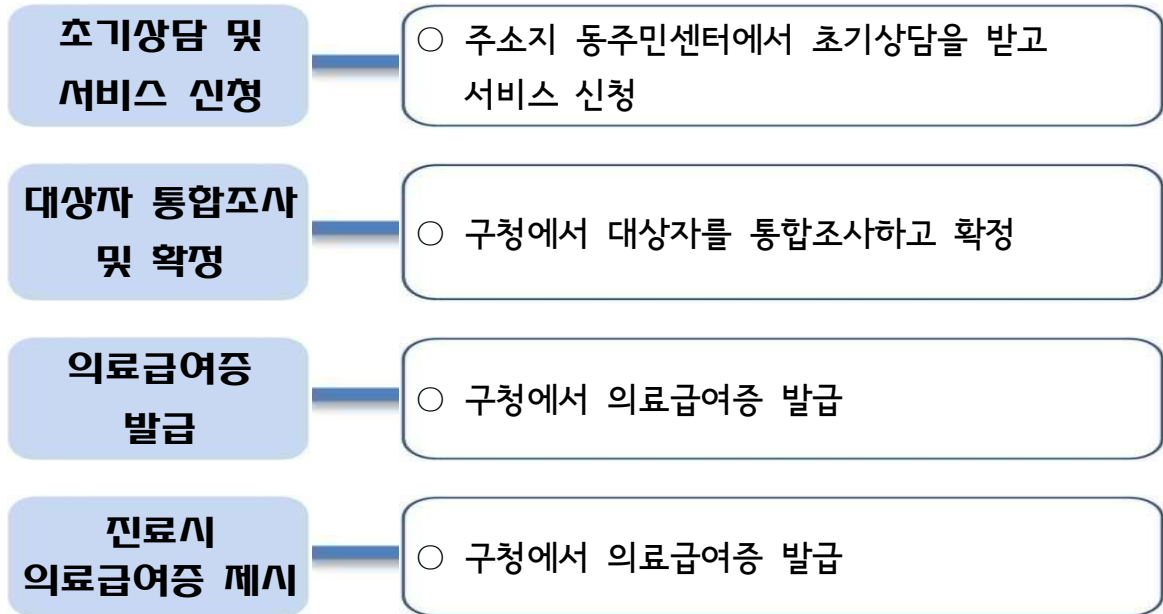 초기상담 및
서비스 신청
○ 주소지 동주민센터에서 초기상담을 받고
서비스 신청
대상자 통합조사
및 확정
○ 구청에서 대상자를 통합조사하고 확정
의료급여증
발급
○ 구청에서 의료급여증 발급
진료시
의료급여증 제시
○ 구청에서 의료급여증 발급